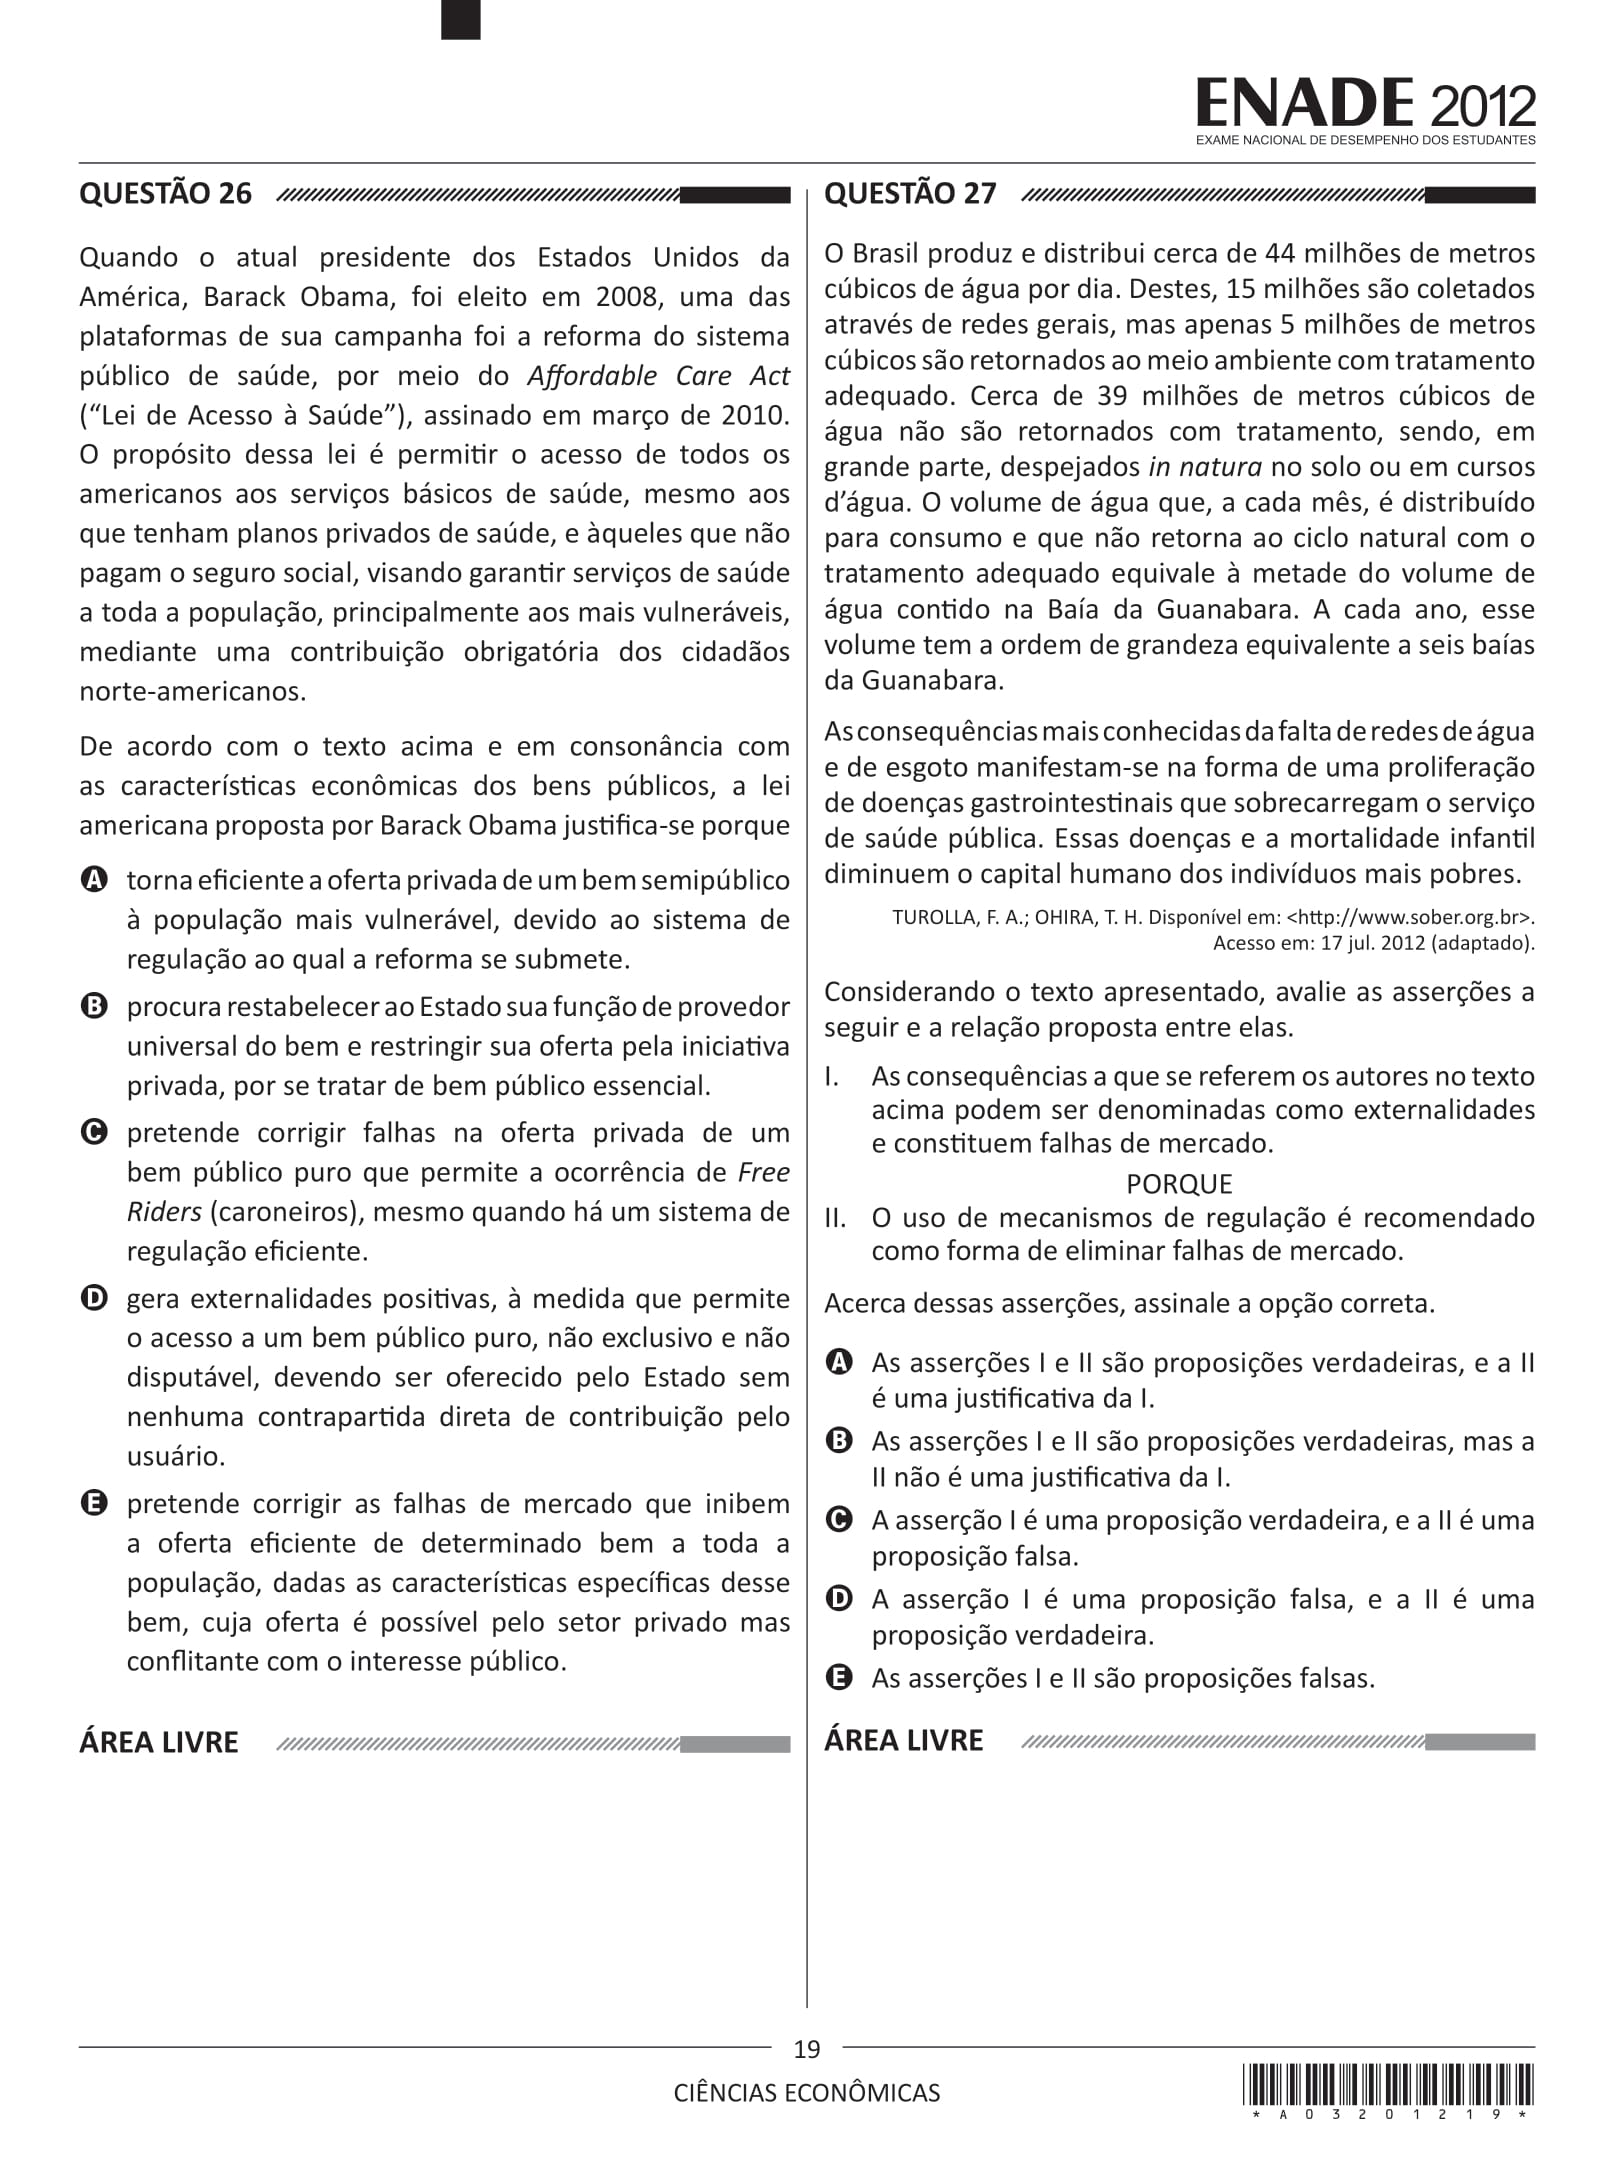 ENADE 2012
EXAME NACIONAL DE DESEMPENHO DOS ESTUDANTES
QUESTÃO 26
Quando o atual presidente dos Estados Unidos da
América, Barack Obama, foi eleito em 2008, uma das
plataformas de sua campanha foi a reforma do sistema
público de saúde, por meio do Affordable Care Act
(“Lei de Acesso à Saúde”), assinado em março de 2010.
O propósito dessa lei é permitir o acesso de todos os
americanos aos serviços básicos de saúde, mesmo aos
que tenham planos privados de saúde, e àqueles que não
pagam o seguro social, visando garantir serviços de saúde
a toda a população, principalmente aos mais vulneráveis,
mediante uma contribuição obrigatória dos cidadãos
norte-americanos.
De acordo com o texto acima e em consonância com
as características econômicas dos bens públicos, a lei
americana proposta por Barack Obama justifica-se porque
A torna eficiente a oferta privada de um bem semipúblico
à população mais vulnerável, devido ao sistema de
regulação ao qual a reforma se submete.
B procura restabelecer ao Estado sua função de provedor
universal do bem e restringir sua oferta pela iniciativa
privada, por se tratar de bem público essencial.
C pretende corrigir falhas na oferta privada de um
bem público puro que permite a ocorrência de Free
Riders (caroneiros), mesmo quando há um sistema de
regulação eficiente.
D gera externalidades positivas, à medida que permite
o acesso a um bem público puro, não exclusivo e não
disputável, devendo ser oferecido pelo Estado sem
nenhuma contrapartida direta de contribuição pelo
usuário.
E pretende corrigir as falhas de mercado que inibem
a oferta eficiente de determinado bem a toda a
população, dadas as características específicas desse
bem, cuja oferta é possível pelo setor privado mas
conflitante com o interesse público.
ÁREA LIVRE
QUESTÃO 27
O Brasil produz e distribui cerca de 44 milhões de metros
cúbicos de água por dia. Destes, 15 milhões são coletados
através de redes gerais, mas apenas 5 milhões de metros
cúbicos são retornados ao meio ambiente com tratamento
adequado. Cerca de 39 milhões de metros cúbicos de
água não são retornados com tratamento, sendo, em
grande parte, despejados in natura no solo ou em cursos
d’água. O volume de água que, a cada mês, é distribuído
para consumo e que não retorna ao ciclo natural com o
tratamento adequado equivale à metade do volume de
água contido na Baía da Guanabara. A cada ano, esse
volume tem a ordem de grandeza equivalente a seis baías
da Guanabara.
As consequências mais conhecidas da falta de redes de água
e de esgoto manifestam-se na forma de uma proliferação
de doenças gastrointestinais que sobrecarregam o serviço
de saúde pública. Essas doenças e a mortalidade infantil
diminuem o capital humano dos indivíduos mais pobres.
TUROLLA, F. A.; OHIRA, T. H. Disponível em: <http://www.sober.org.br>.
Acesso em: 17 jul. 2012 (adaptado).
Considerando o texto apresentado, avalie as asserções a
seguir e a relação proposta entre elas.
I. As consequências a que se referem os autores no texto
acima podem ser denominadas como externalidades
e constituem falhas de mercado.
PORQUE
II. O uso de mecanismos de regulação é recomendado
como forma de eliminar falhas de mercado.
Acerca dessas asserções, assinale a opção correta.
A As asserções I e II são proposições verdadeiras, e a II
é uma justificativa da I.
B As asserções I e II são proposições verdadeiras, mas a
II não é uma justificativa da I.
C A asserção I é uma proposição verdadeira, e a II é uma
proposição falsa.
D A asserção I é uma proposição falsa, e a II é uma
proposição verdadeira.
E As asserções I e II são proposições falsas.
ÁREA LIVRE
19
CIÊNCIAS ECONÔMICAS
* A 0 3 2 0 1 2 1 9 *